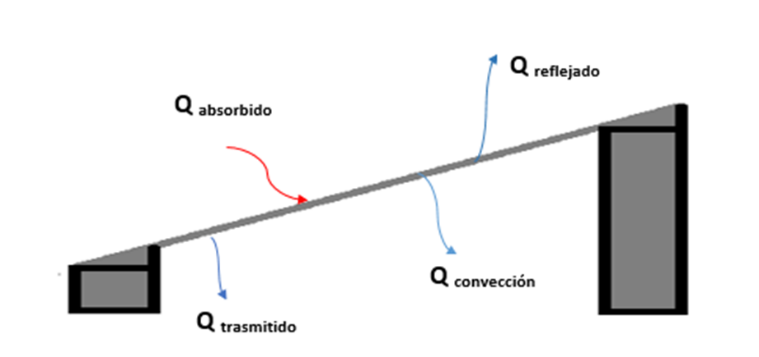 Q reflejado
Q absorbido
Q convección
Q trasmitido